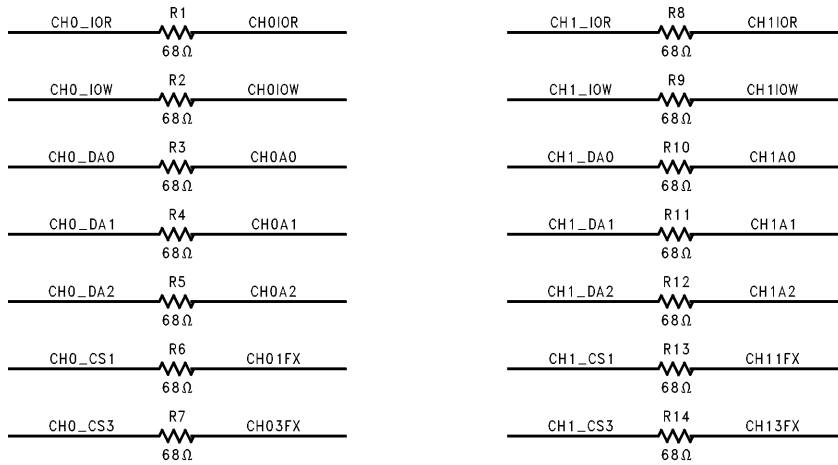 CH0_IOR R1 68Ω CH0IOR
CH0_IOW R2 68Ω CH0IOW
CH0_DA0 R3 68Ω CH0A0
CH0_DA1 R4 68Ω CH0A1
CH0_DA2 R5 68Ω CH0A2
CH0_CS1 R6 68Ω CH01FX
CH0_CS3 R7 68Ω CH03FX
CH1_IOR R8 68Ω CH1IOR
CH1_IOW R9 68Ω CH1IOW
CH1_DA0 R10 68Ω CH1A0
CH1_DA1 R11 68Ω CH1A1
CH1_DA2 R12 68Ω CH1A2
CH1_CS1 R13 68Ω CH11FX
CH1_CS3 R14 68Ω CH13FX